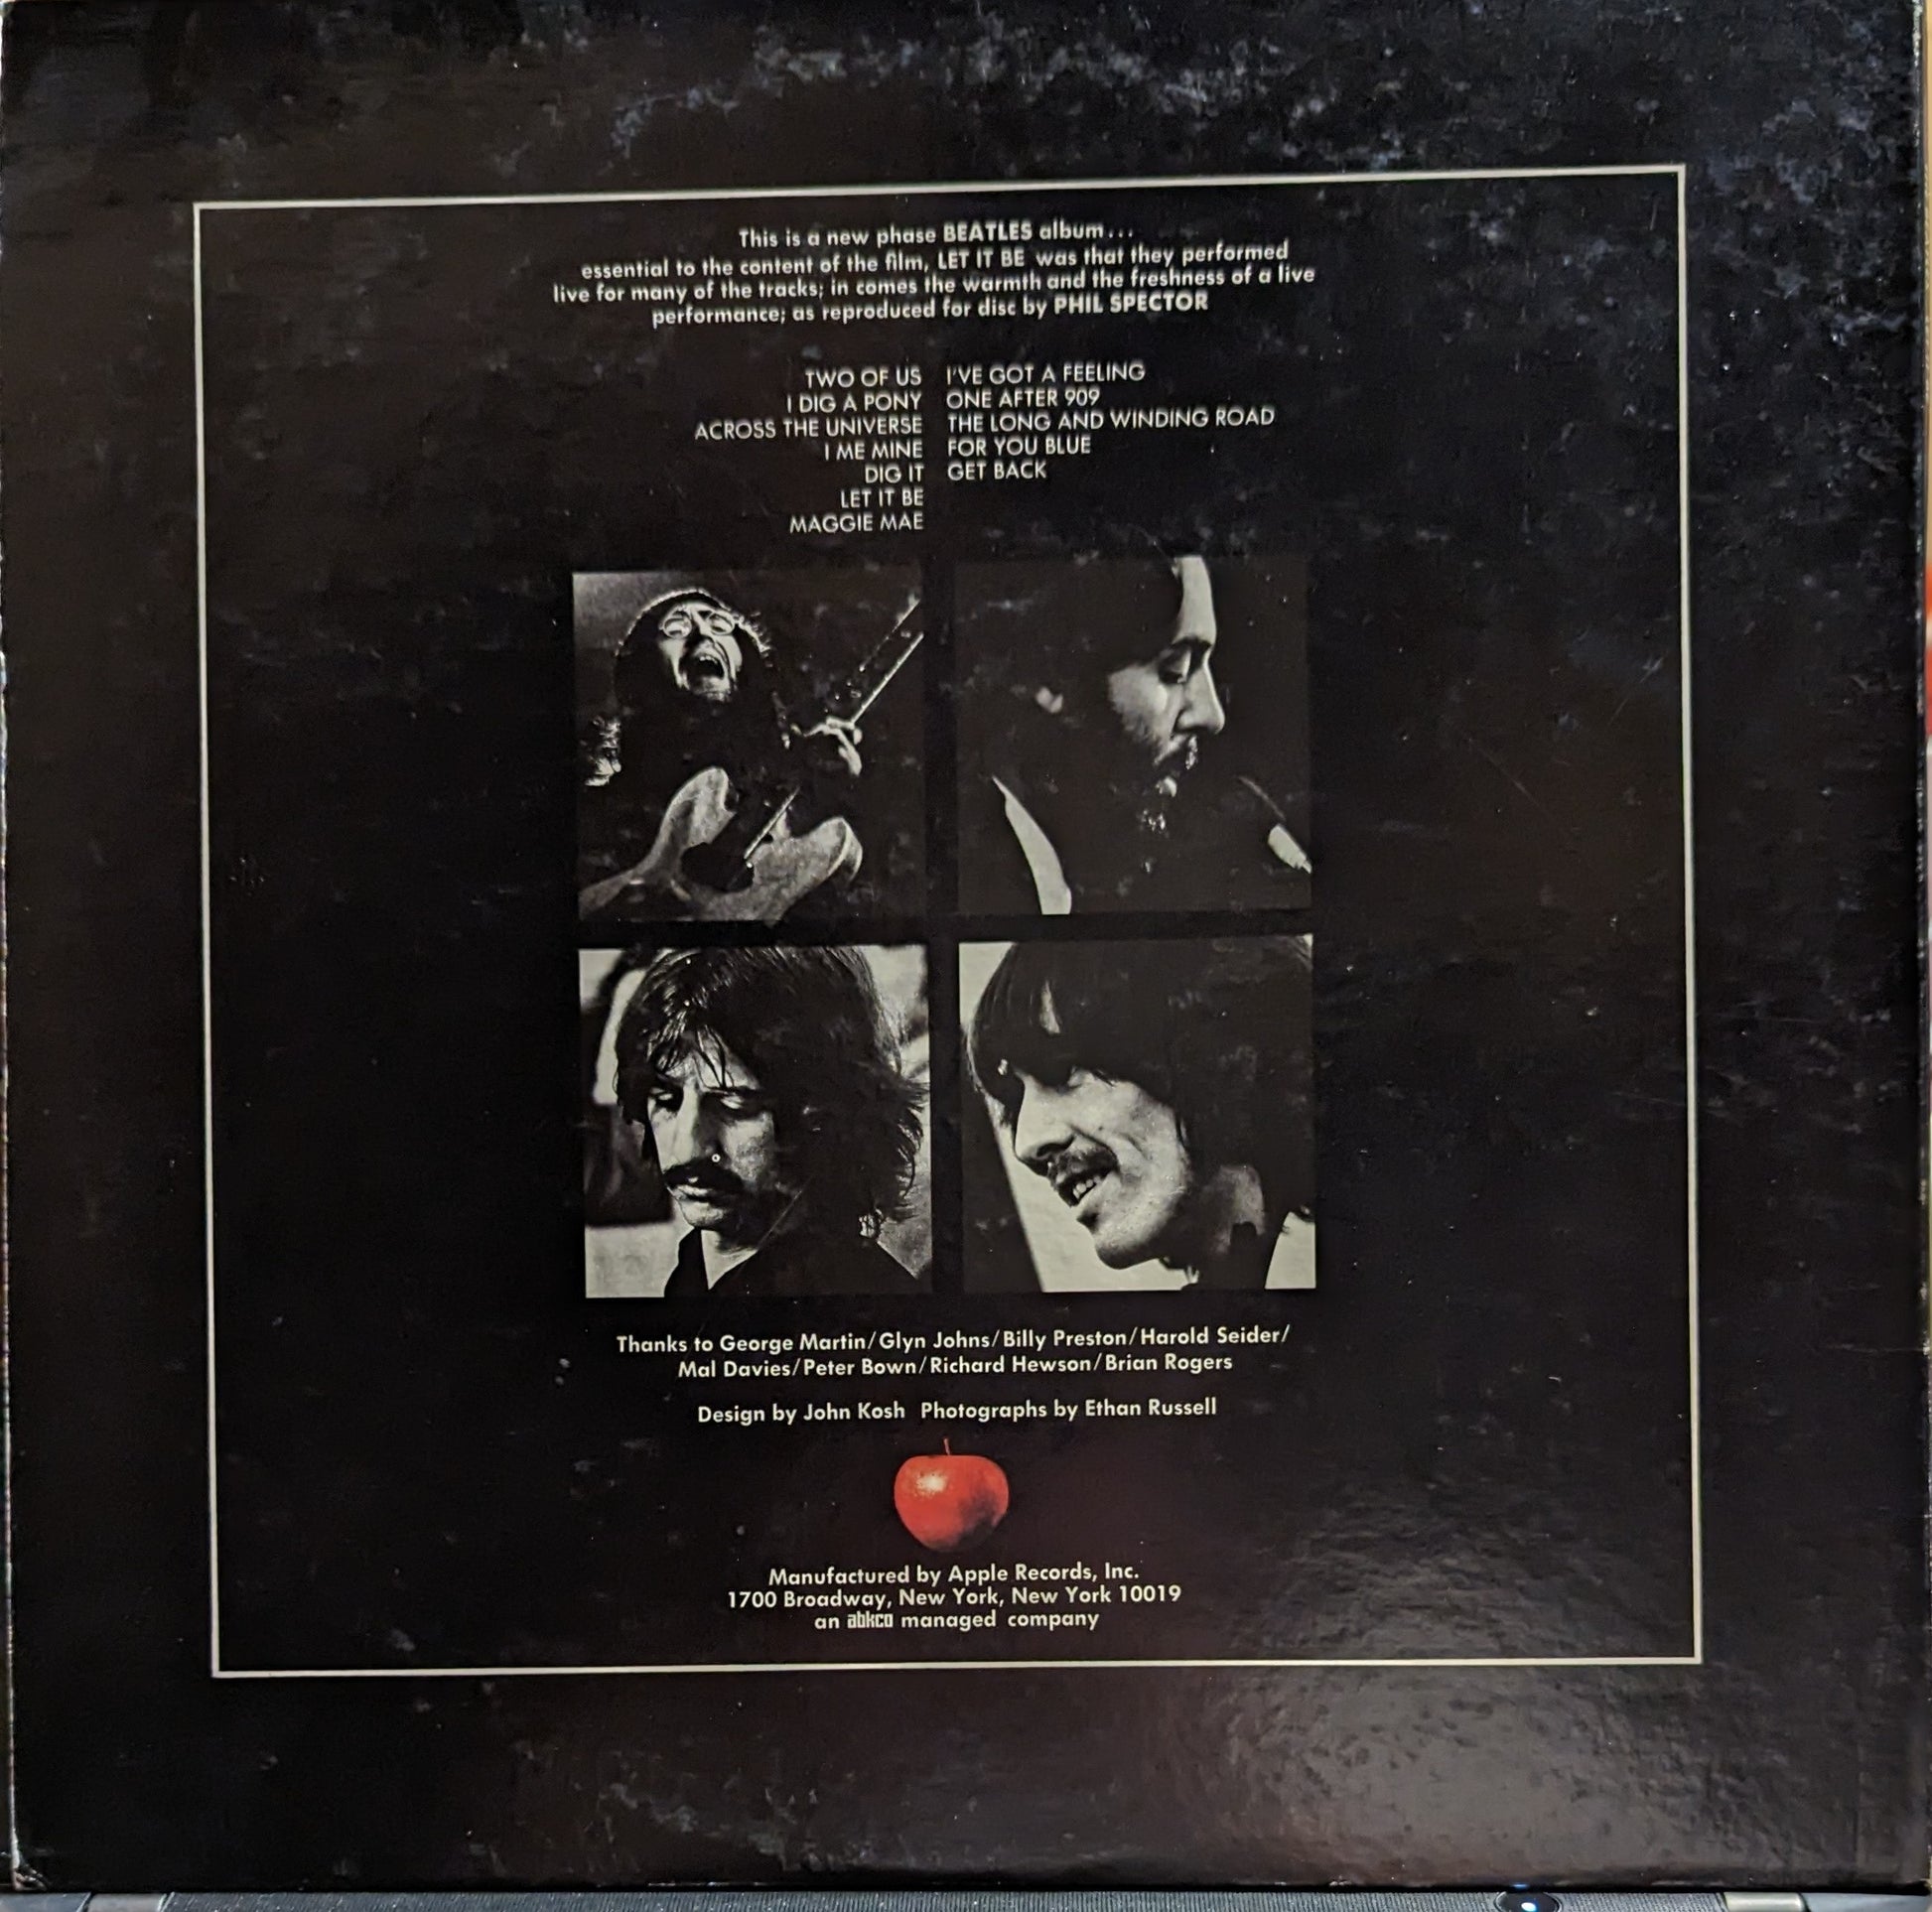 This is a new phase BEATLES album...
essential to the content of the film, LET IT BE was that they performed
live for many of the tracks; in comes the warmth and the freshness of a live
performance; as reproduced for disc by PHIL SPECTOR
TWO OF US
I DIG A PONY
ACROSS THE UNIVERSE
I ME MINE
DIG IT
LET IT BE
MAGGIE MAE
I'VE GOT A FEELING
ONE AFTER 909
THE LONG AND WINDING ROAD
FOR YOU BLUE
GET BACK
Thanks to George Martin/Glyn Johns/Billy Preston/Harold Seider/
Mal Davies/Peter Bown/Richard Hewson/Brian Rogers
Design by John Kosh Photographs by Ethan Russell
Manufactured by Apple Records, Inc.
1700 Broadway, New York, New York 10019
an abkco managed company